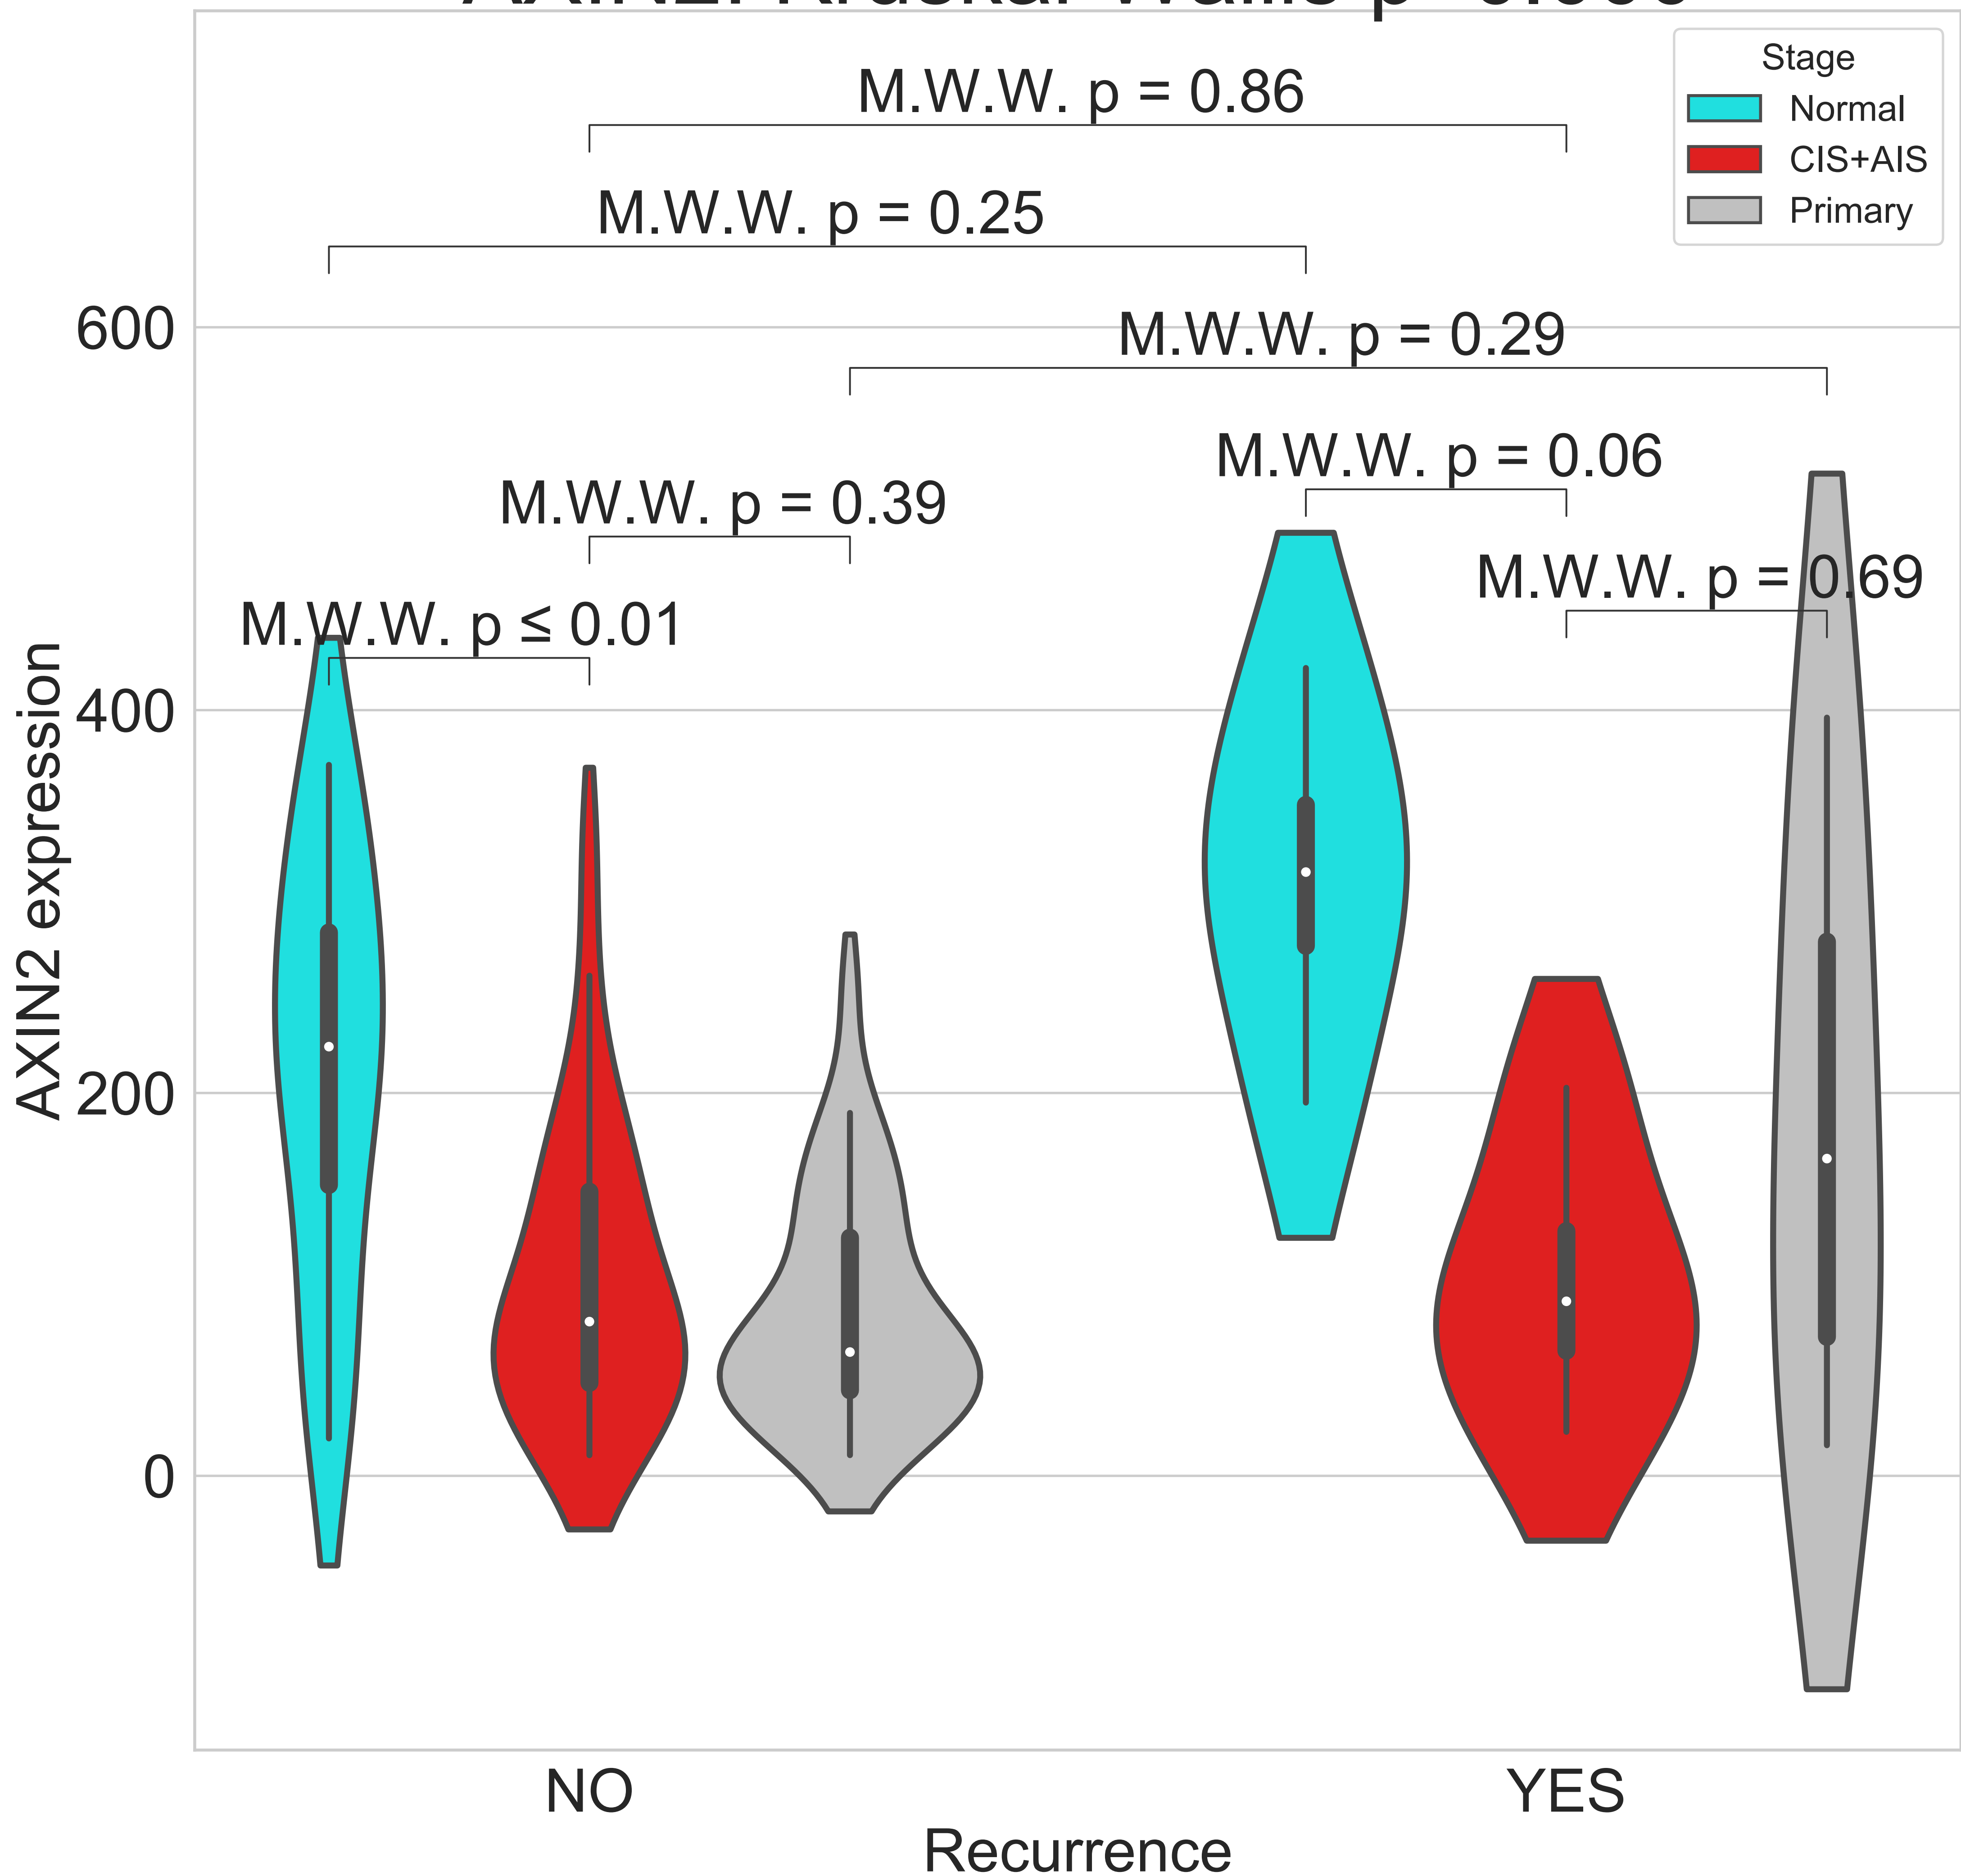 Stage
Normal
CIS+AIS
Primary
M.W.W. p = 0.86
M.W.W. p = 0.25
M.W.W. p = 0.29
M.W.W. p = 0.06
M.W.W. p = 0.39
M.W.W. p = 0.69
M.W.W. p ≤ 0.01
600
400
200
0
AXIN2 expression
NO
YES
Recurrence